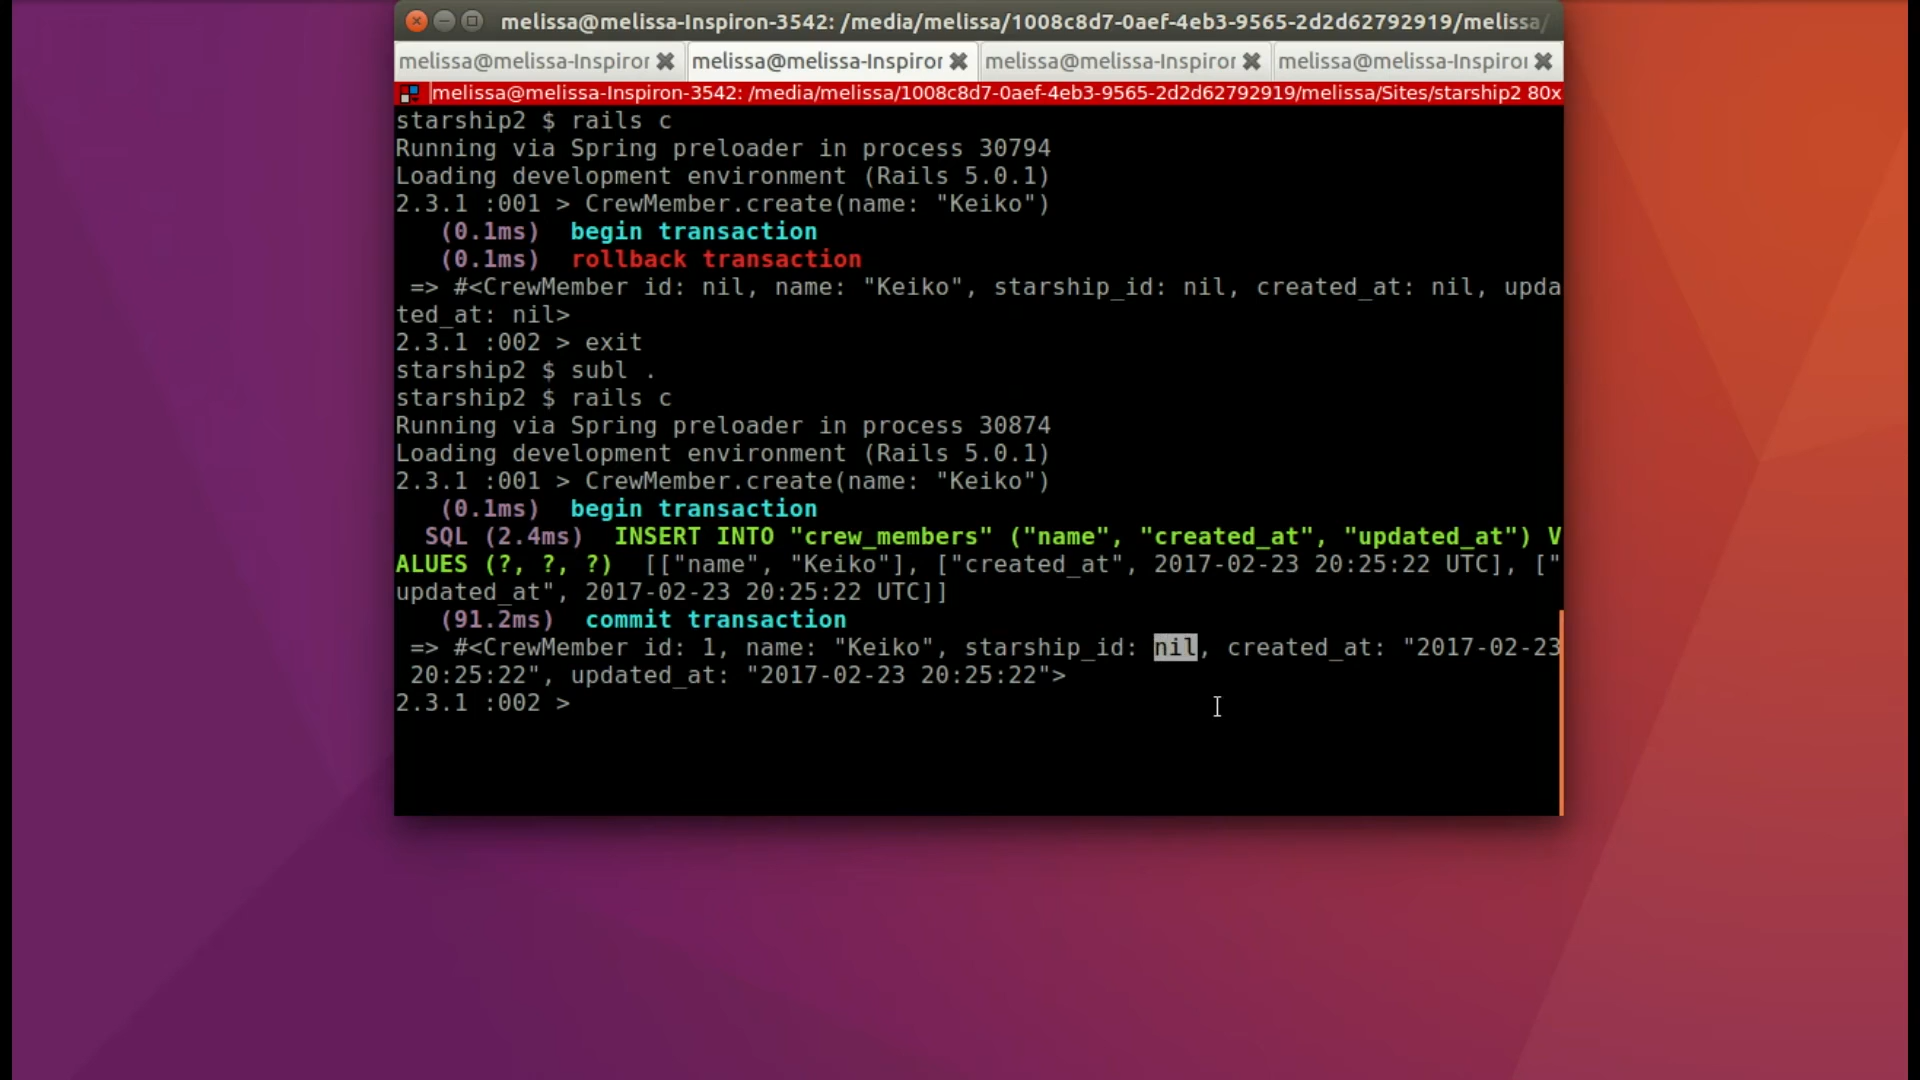 melissa@melissa-Inspiron-3542: /media/melissa/1008c8d7-0aef-4eb3-9565-2d2d62792919/melissa/
melissa@melissa-Inspiror melissa@melissa-Inspiror melissa@melissa-Inspiror melissa@melissa-Inspiror
melissa@melissa-Inspiron-3542: /media/melissa/1008c8d7-0aef-4eb3-9565-2d2d62792919/melissa/Sites/starship2 80x
starship2 $ rails c
Running via Spring preloader in process 30794
Loading development environment (Rails 5.0.1)
2.3.1 :001 > CrewMember.create(name: "Keiko")
(0.1ms) begin transaction
(0.1ms) rollback transaction
=> #<CrewMember id: nil, name: "Keiko", starship_id: nil, created_at: nil, upda
ted_at: nil>
2.3.1 :002 > exit
starship2 $ subl .
starship2 $ rails c
Running via Spring preloader in process 30874
Loading development environment (Rails 5.0.1)
2.3.1 :001 > CrewMember.create(name: "Keiko")
(0.1ms) begin transaction
SQL (2.4ms) INSERT INTO "crew_members" ("name", "created_at", "updated_at") V
ALUES (?, ?, ?) [["name", "Keiko"], ["created_at", 2017-02-23 20:25:22 UTC], ["
updated_at", 2017-02-23 20:25:22 UTC]]
(91.2ms) commit transaction
=> #<CrewMember id: 1, name: "Keiko", starship_id: nil, created_at: "2017-02-23
20:25:22", updated_at: "2017-02-23 20:25:22">
2.3.1 :002 >